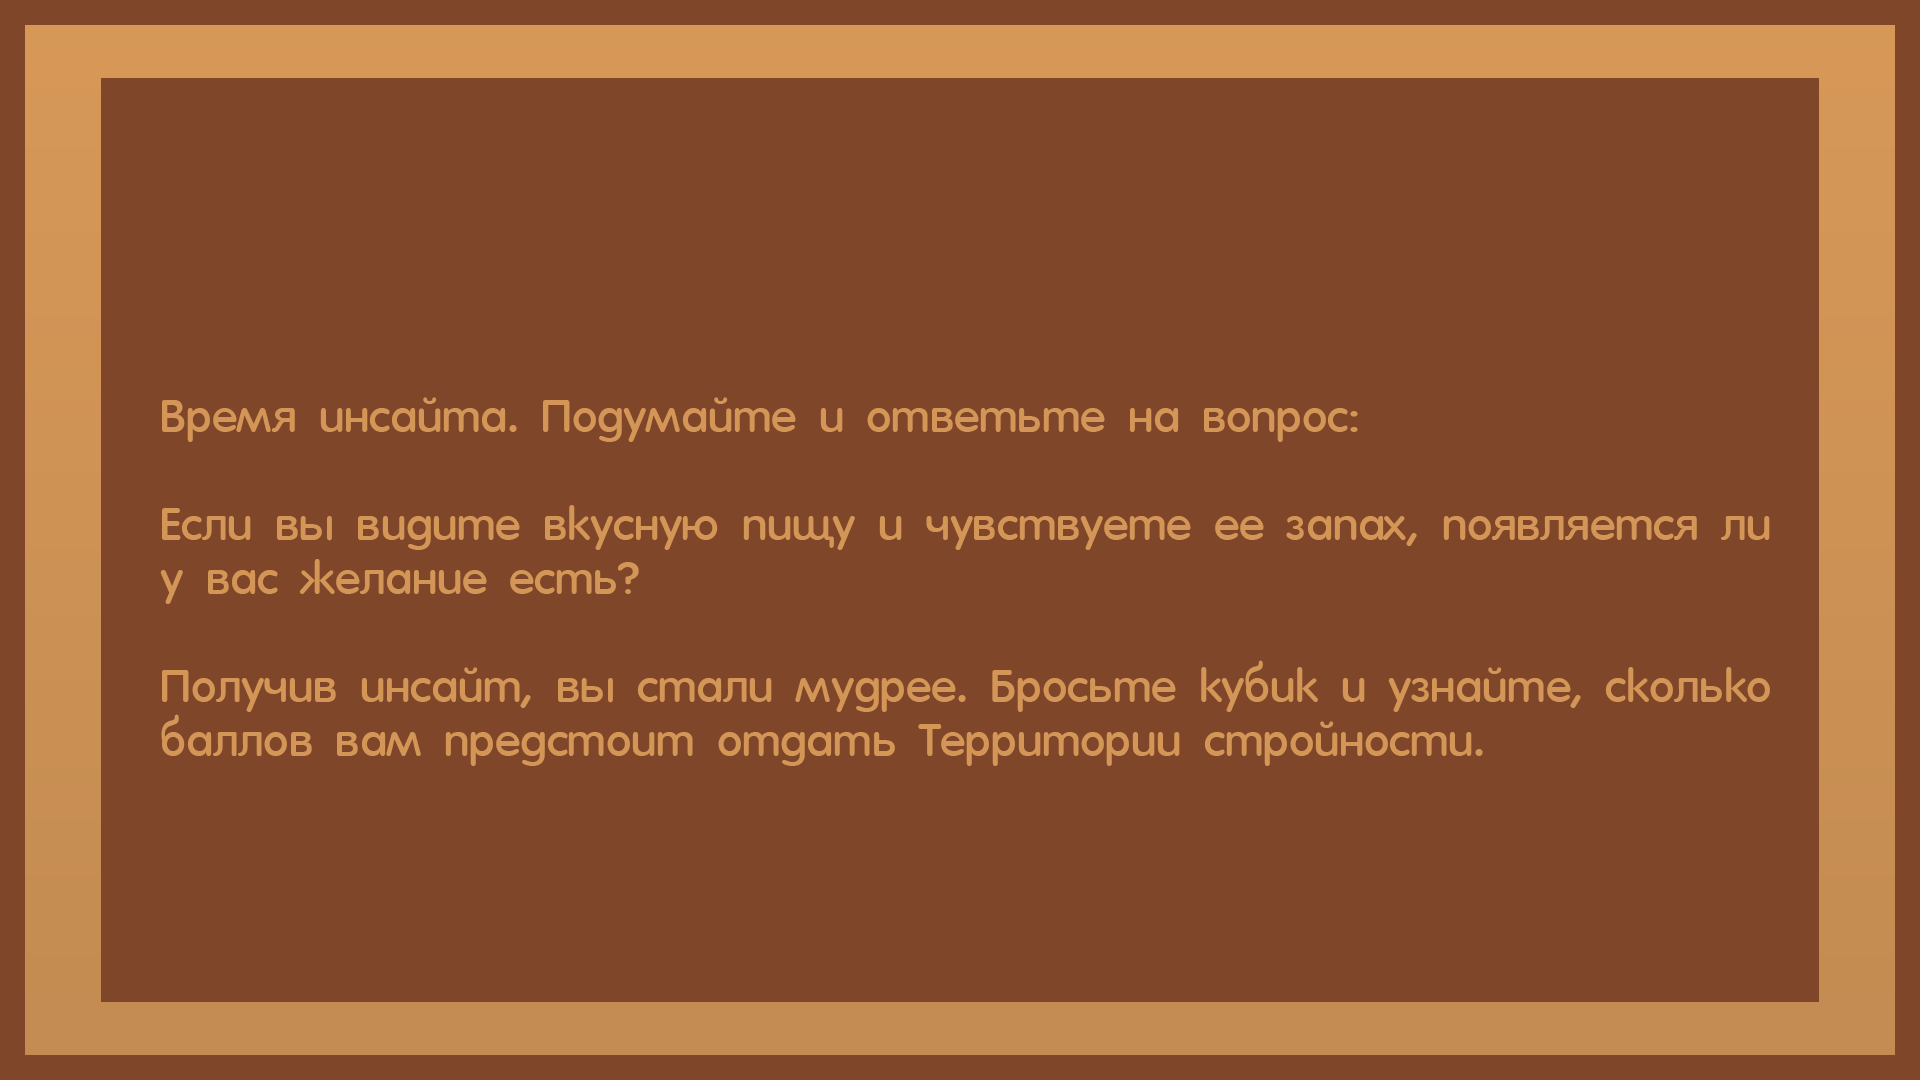 Время инсайта. Подумайте и ответьте на вопрос:
Если вы видите вкусную пищу и чувствуете ее запах, появляется ли
у вас желание есть?
Получив инсайт, вы стали мудрее. Бросьте кубик и узнайте, сколько
баллов вам предстоит отдать Территории стройности.